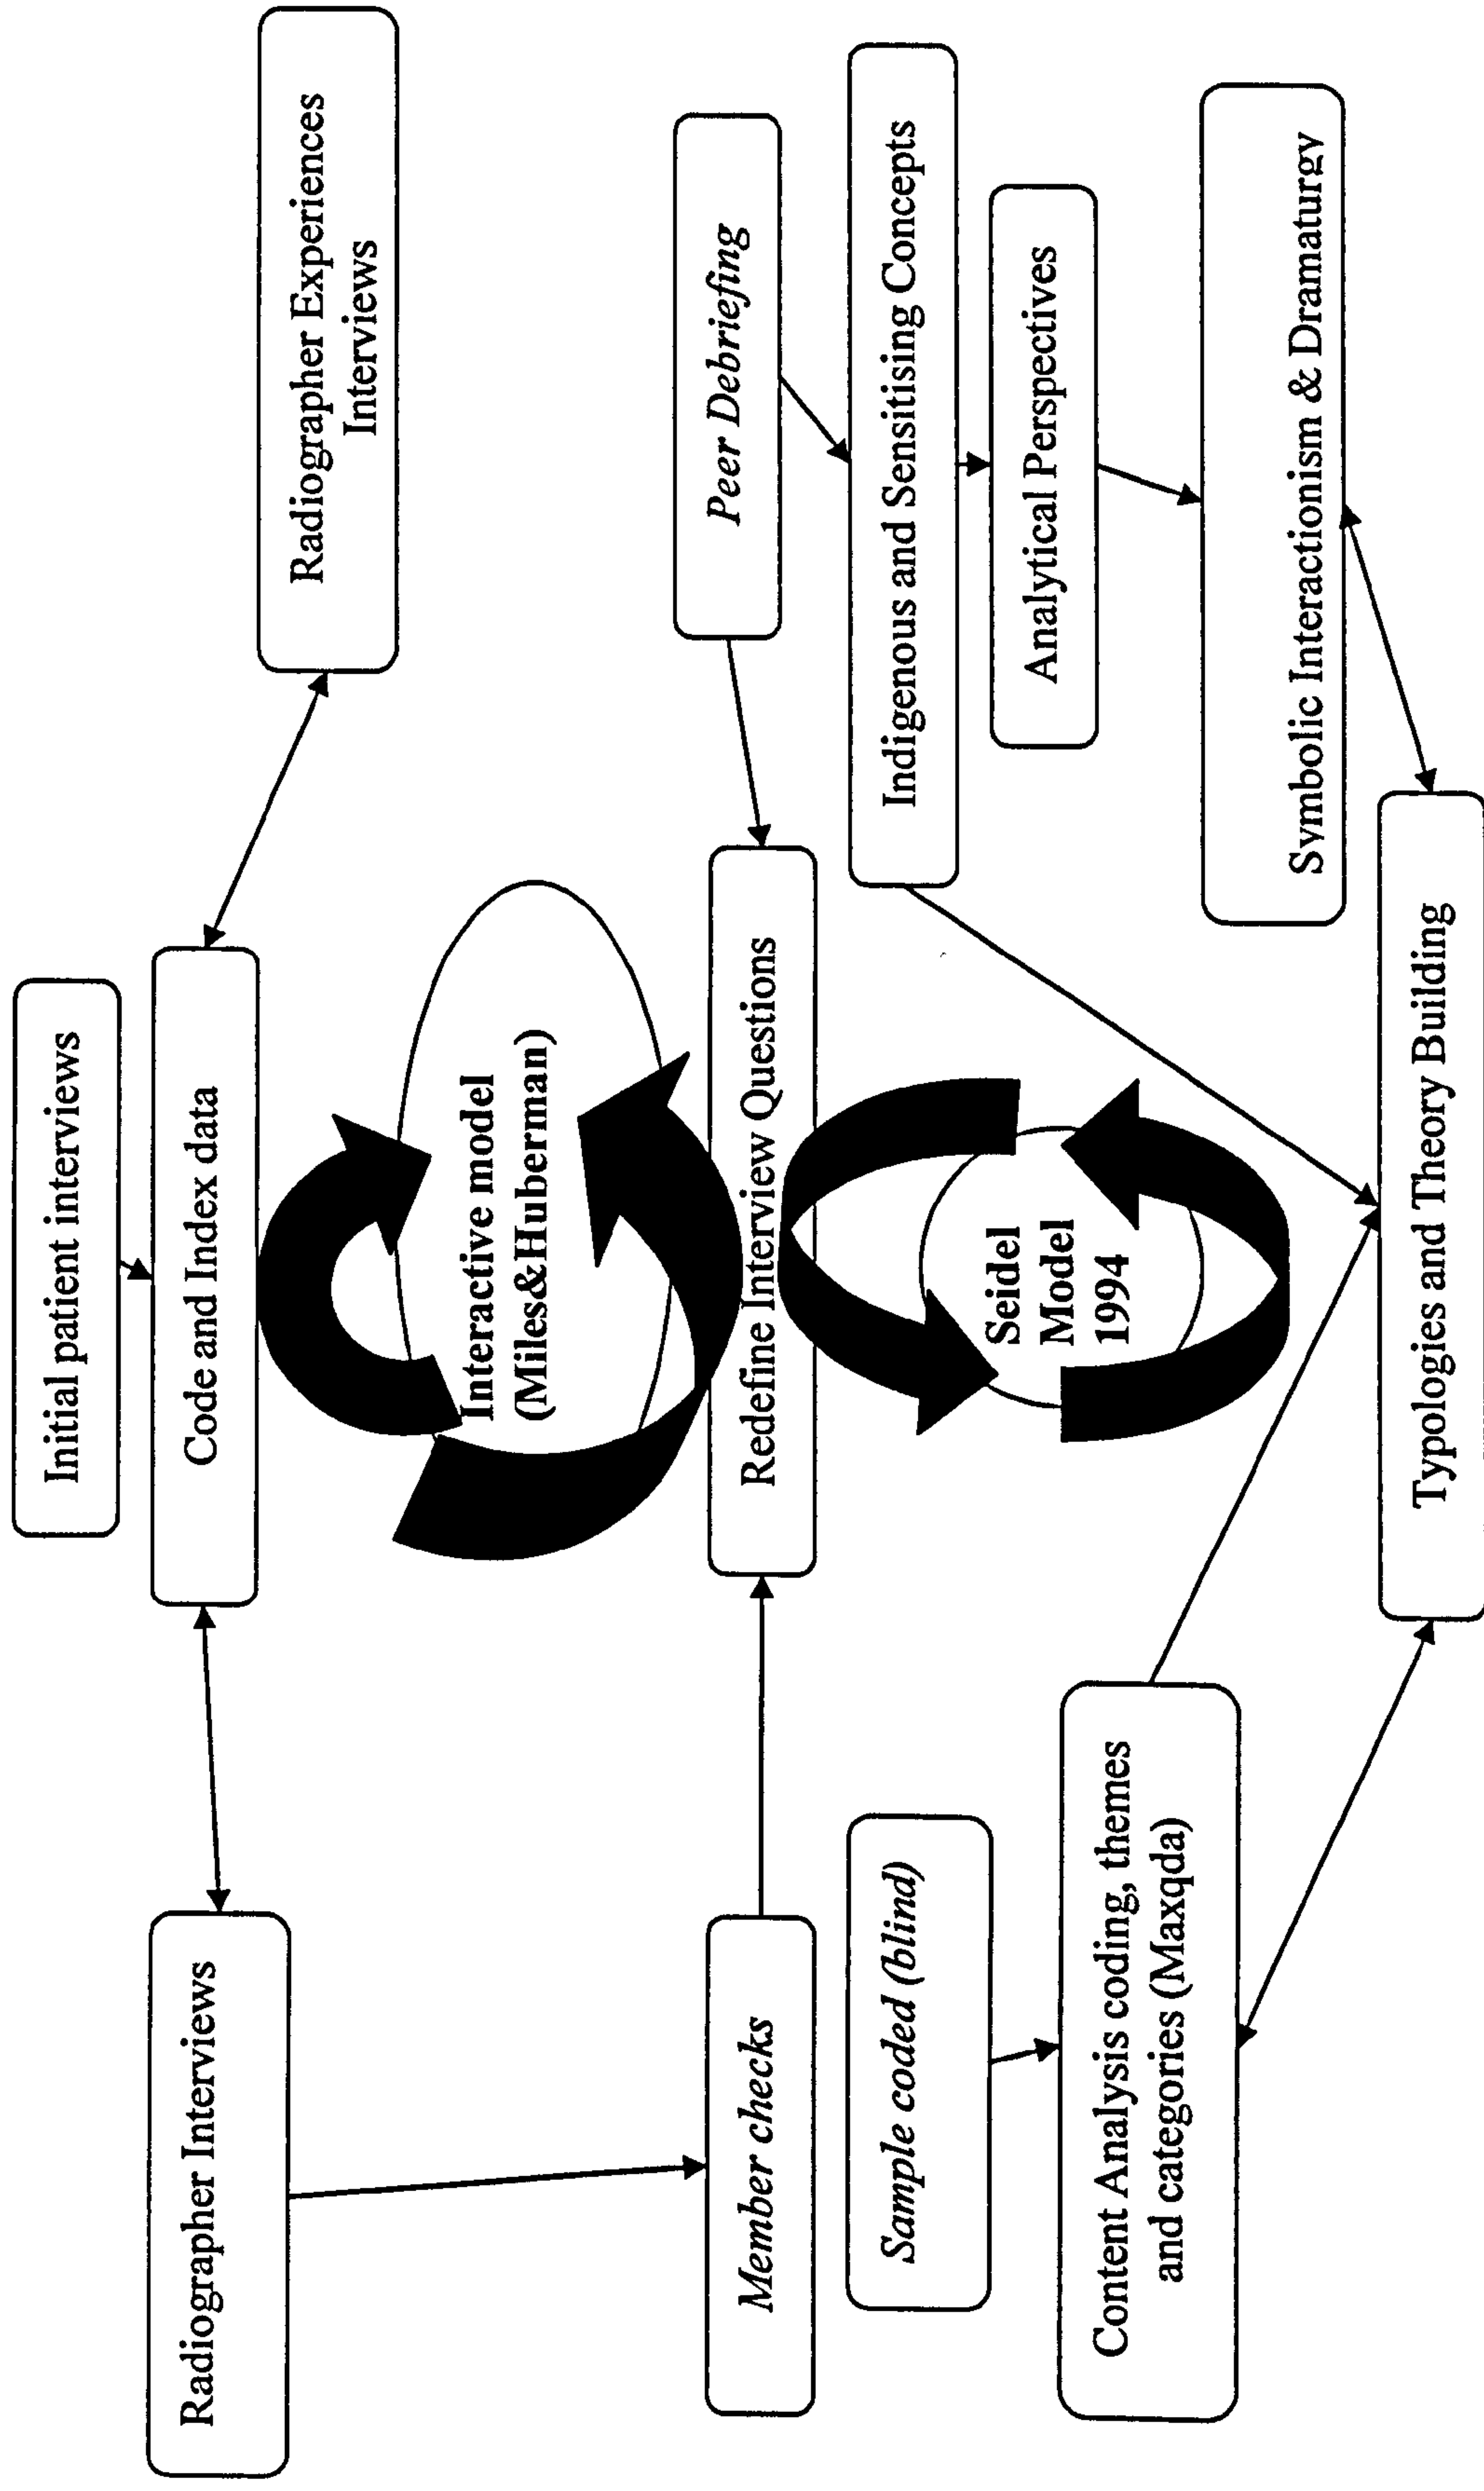 Initial patient interviews
Radiographer Interviews
Code and Index data
Radiographer Experiences
Interviews
Interactive model
(Miles&Huberman)
Member checks
Redefine Interview Questions
Peer Debriefing
Sample coded (blind)
Indigenous and Sensitising Concepts
Seidel
Model
1994
Analytical Perspectives
Content Analysis coding, themes
and categories (Maxqda)
Symbolic Interactionism & Dramaturgy
Typologies and Theory Building